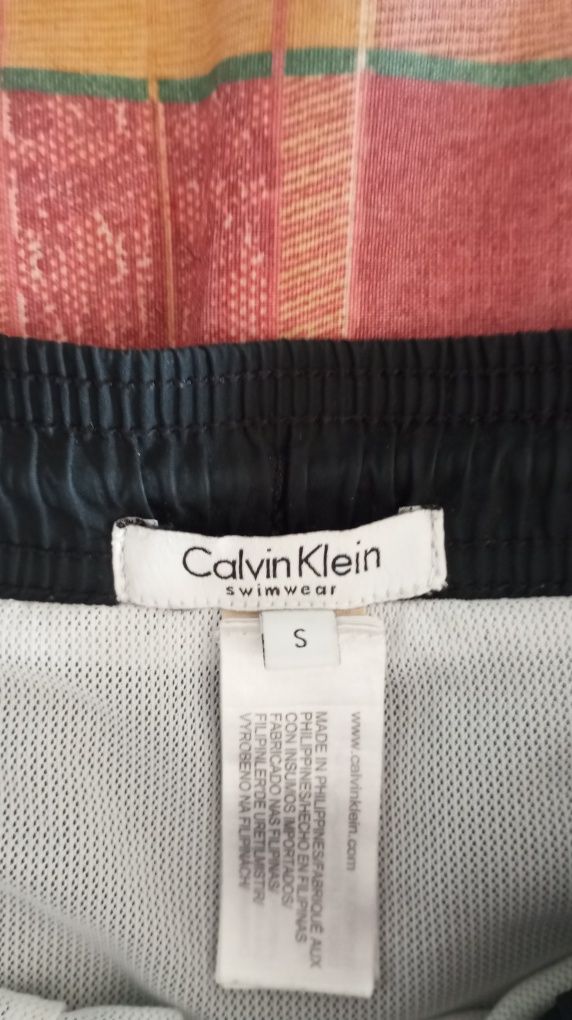 Calvin Klein
swimwear
S
www.calvinklein.com
MADE IN PHILIPPINES/FABRIQUÉ AUX
PHILIPPINES/HECHO EN FILIPINAS
CON INSUMOS IMPORTADOS/
FABRICADO NAS FILIPINAS/
FILIPINLER'DE URETILMISTIR/
VYROBENO NA FILIPINÁCH/